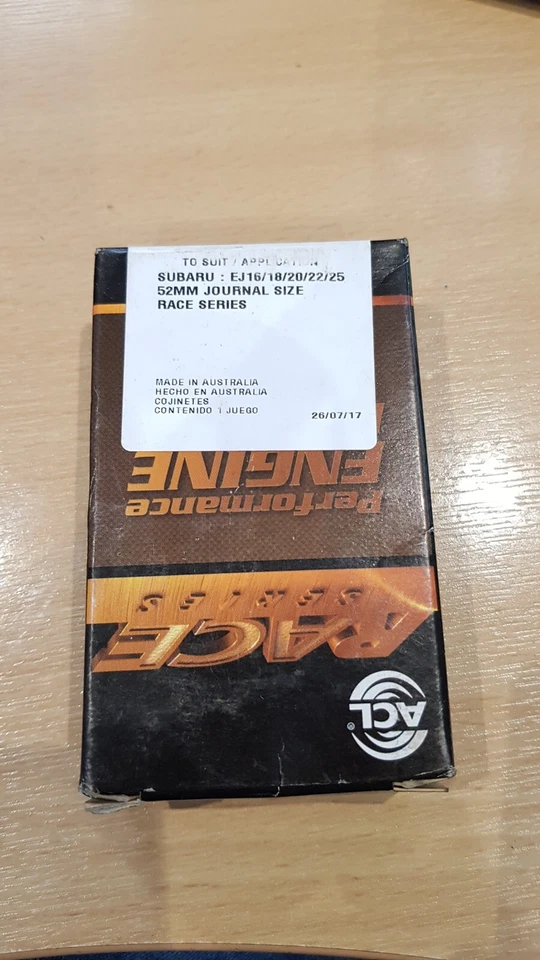 TO SUIT / APPLICATION
SUBARU : EJ16/18/20/22/25
52MM JOURNAL SIZE
RACE SERIES
MADE IN AUSTRALIA
HECHO EN AUSTRALIA
COJINETES
CONTENIDO 1 JUEGO
26/07/17
ENGINE
Performance
SERIES
RACE
ACL®